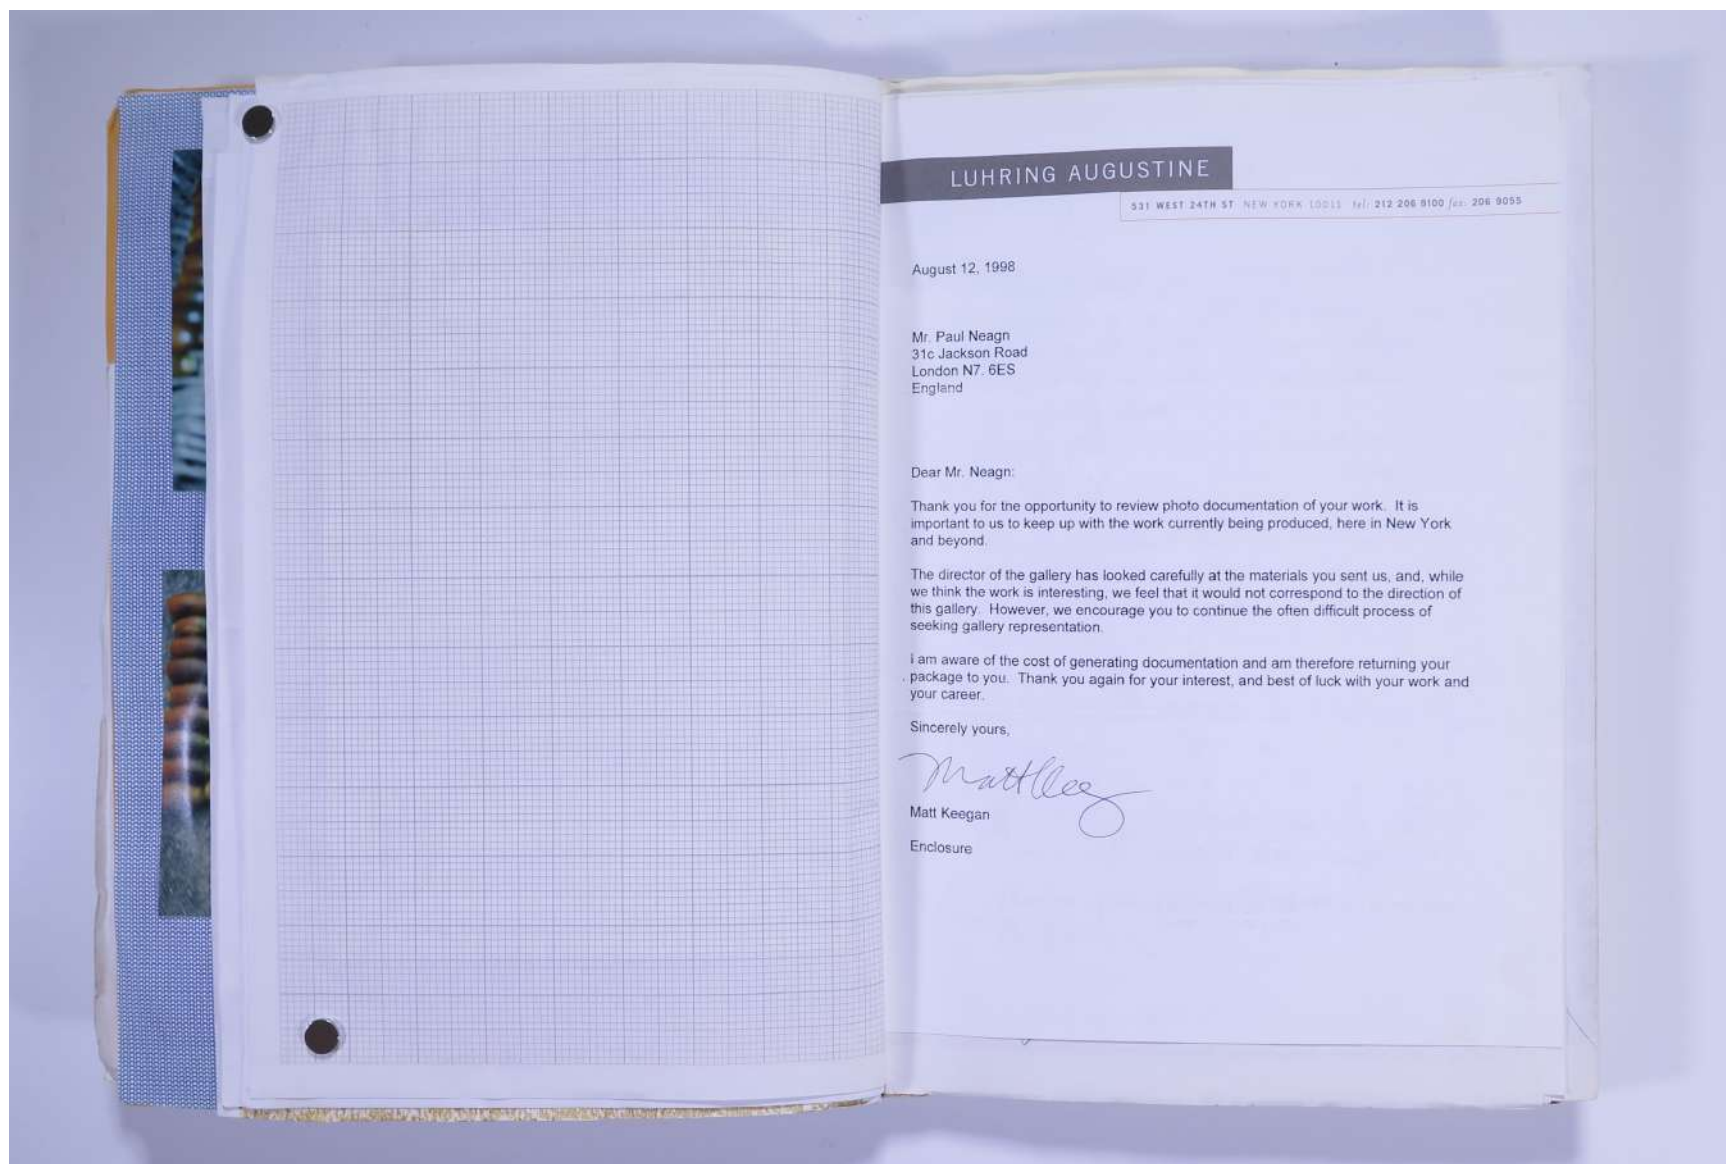 LUHRING AUGUSTINE
531 WEST 24TH ST NEW YORK 10011 tel: 212 206 9100 fax: 206 9055
August 12, 1998
Mr. Paul Neagn
31c Jackson Road
London N7. 6ES
England
Dear Mr. Neagn:
Thank you for the opportunity to review photo documentation of your work. It is
important to us to keep up with the work currently being produced, here in New York
and beyond.
The director of the gallery has looked carefully at the materials you sent us, and, while
we think the work is interesting, we feel that it would not correspond to the direction of
this gallery. However, we encourage you to continue the often difficult process of
seeking gallery representation.
I am aware of the cost of generating documentation and am therefore returning your
package to you. Thank you again for your interest, and best of luck with your work and
your career.
Sincerely yours,
Matt Keegan
Enclosure